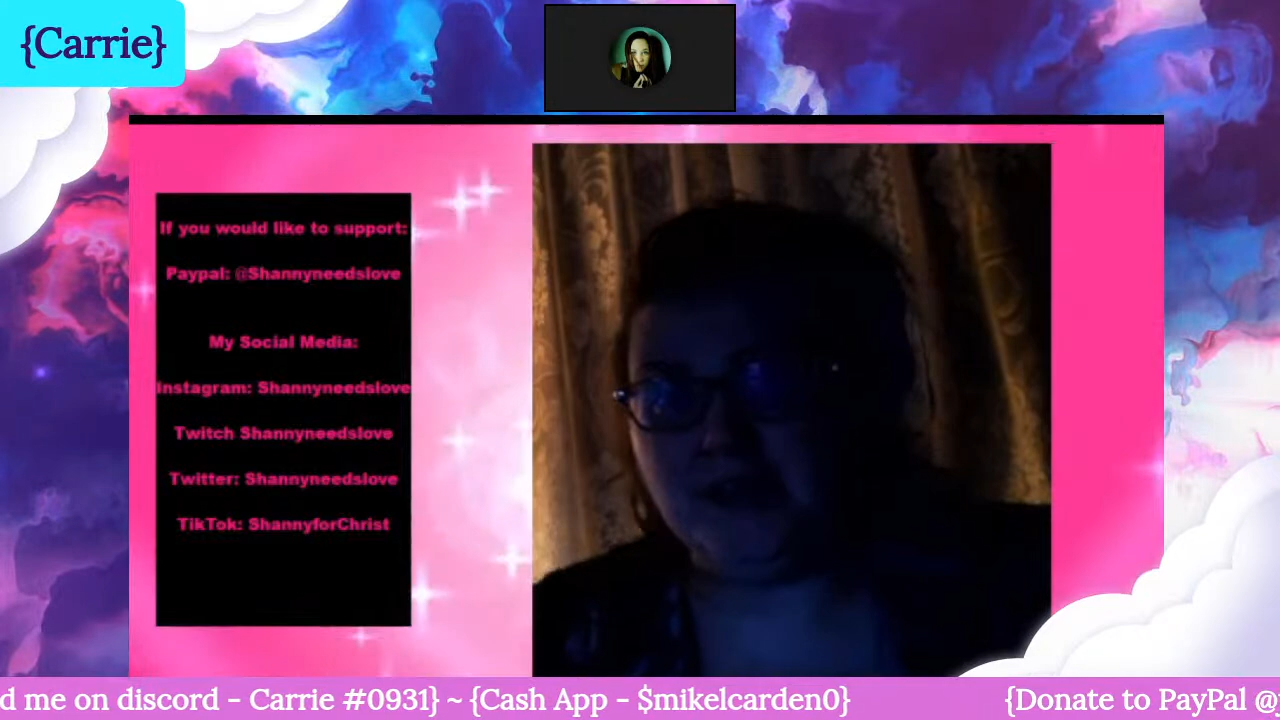 {Carrie}
If you would like to support:
Paypal: @Shannyneedslove
My Social Media:
Instagram: Shannyneedslove
Twitch Shannyneedslove
Twitter: Shannyneedslove
TikTok: ShannyforChrist
d me on discord - Carrie #0931} ~ {Cash App - $mikelcarden0} {Donate to PayPal @